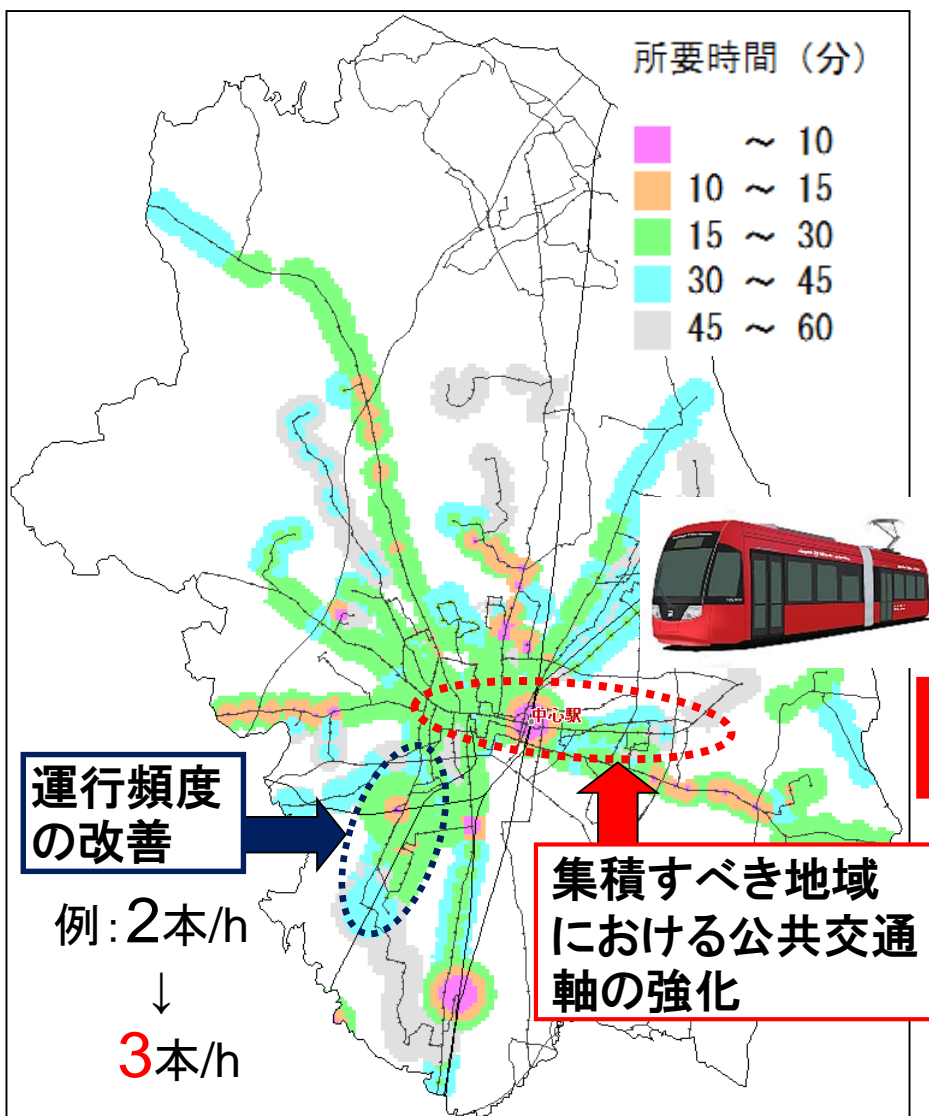 所要時間（分）
～ 10
10 ～ 15
15 ～ 30
30 ～ 45
45 ～ 60
中心駅
運行頻度
の改善
例：2本/h
↓
3本/h
集積すべき地域
における公共交通
軸の強化